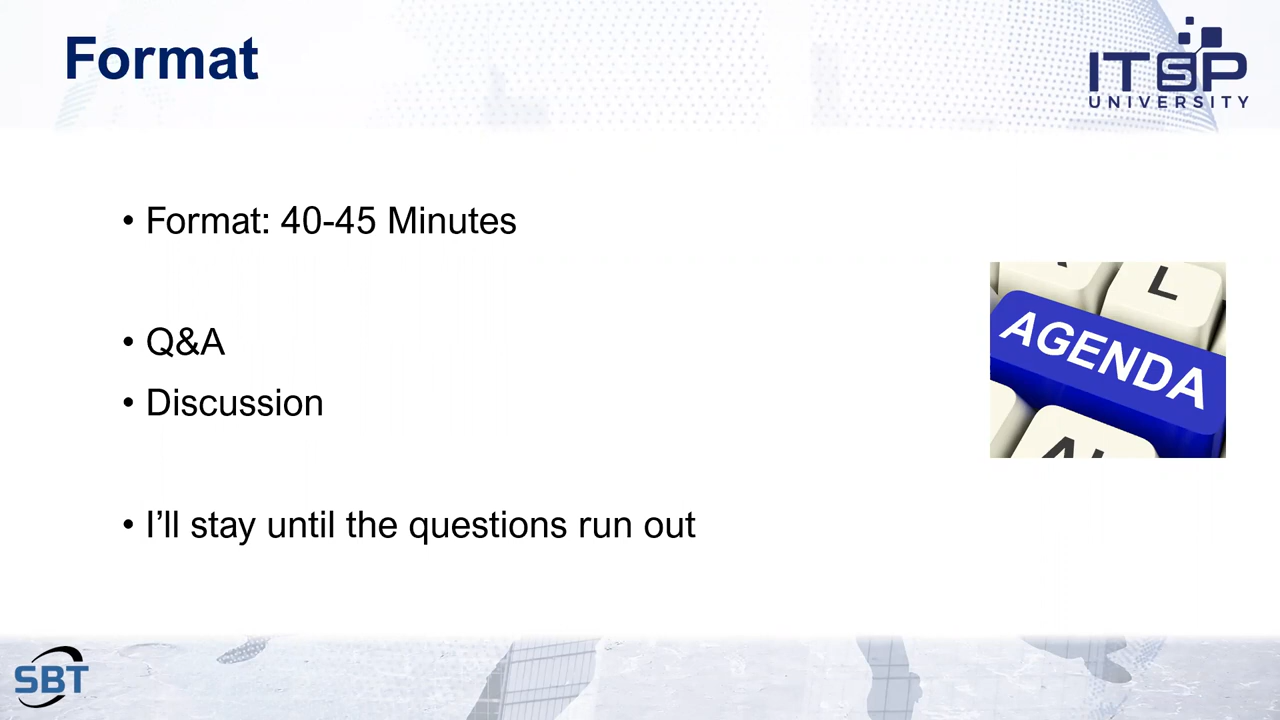 Format
ITSP
UNIVERSITY
• Format: 40-45 Minutes
• Q&A
• Discussion
• I’ll stay until the questions run out
L
AGENDA
SBT